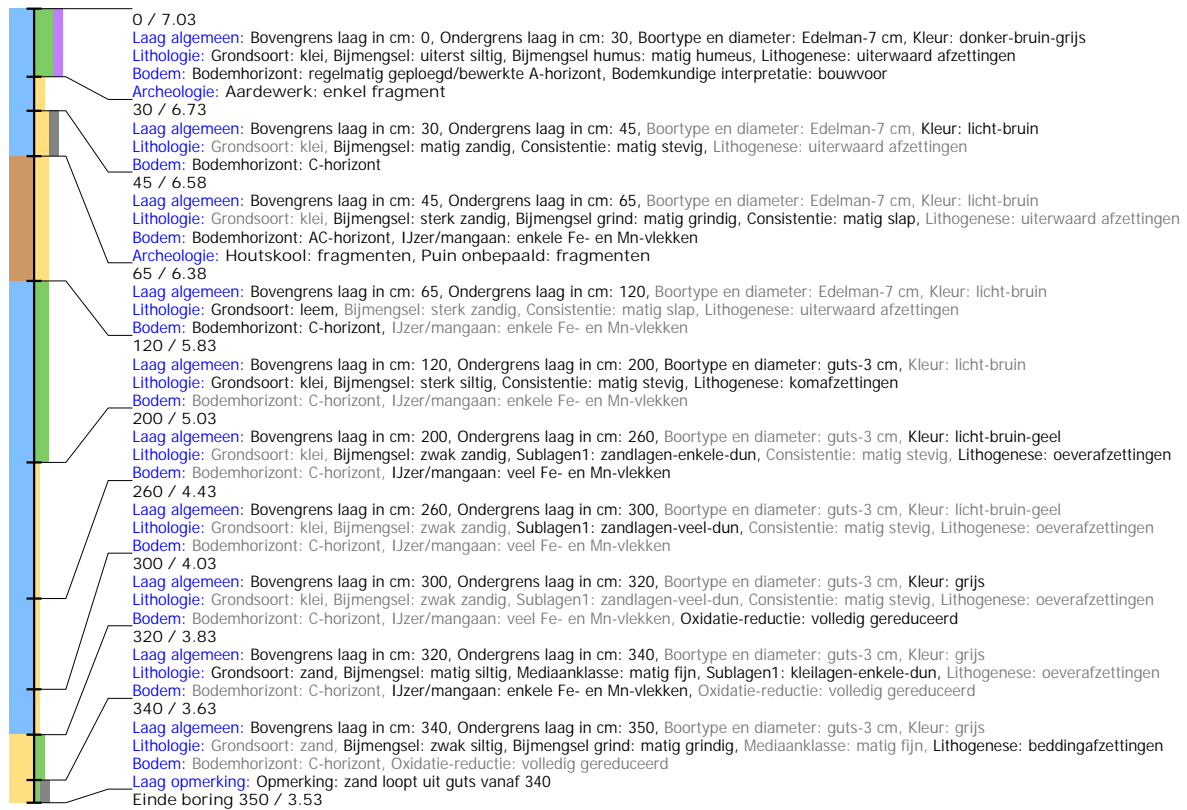 0 / 7.03
Laag algemeen: Bovengrens laag in cm: 0, Ondergrens laag in cm: 30, Boortype en diameter: Edelman-7 cm, Kleur: donker-bruin-grijs
Lithologie: Grondsoort: klei, Bijmengsel: uiterst siltig, Bijmengsel humus: matig humeus, Lithogenese: uiterwaard afzettingen
Bodem: Bodemhorizont: regelmatig geploegd/bewerkte A-horizont, Bodemkundige interpretatie: bouwvoor
Archeologie: Aardewerk: enkel fragment
30 / 6.73
Laag algemeen: Bovengrens laag in cm: 30, Ondergrens laag in cm: 45, Boortype en diameter: Edelman-7 cm, Kleur: licht-bruin
Lithologie: Grondsoort: klei, Bijmengsel: matig zandig, Consistentie: matig stevig, Lithogenese: uiterwaard afzettingen
Bodem: Bodemhorizont: C-horizont
45 / 6.58
Laag algemeen: Bovengrens laag in cm: 45, Ondergrens laag in cm: 65, Boortype en diameter: Edelman-7 cm, Kleur: licht-bruin
Lithologie: Grondsoort: klei, Bijmengsel: sterk zandig, Bijmengsel grind: matig grindig, Consistentie: matig slap, Lithogenese: uiterwaard afzettingen
Bodem: Bodemhorizont: AC-horizont, IJzer/mangaan: enkele Fe- en Mn-vlekken
Archeologie: Houtskool: fragmenten, Puin onbepaald: fragmenten
65 / 6.38
Laag algemeen: Bovengrens laag in cm: 65, Ondergrens laag in cm: 120, Boortype en diameter: Edelman-7 cm, Kleur: licht-bruin
Lithologie: Grondsoort: leem, Bijmengsel: sterk zandig, Consistentie: matig slap, Lithogenese: uiterwaard afzettingen
Bodem: Bodemhorizont: C-horizont, IJzer/mangaan: enkele Fe- en Mn-vlekken
120 / 5.83
Laag algemeen: Bovengrens laag in cm: 120, Ondergrens laag in cm: 200, Boortype en diameter: guts-3 cm, Kleur: licht-bruin
Lithologie: Grondsoort: klei, Bijmengsel: sterk siltig, Consistentie: matig stevig, Lithogenese: komafzettingen
Bodem: Bodemhorizont: C-horizont, IJzer/mangaan: enkele Fe- en Mn-vlekken
200 / 5.03
Laag algemeen: Bovengrens laag in cm: 200, Ondergrens laag in cm: 260, Boortype en diameter: guts-3 cm, Kleur: licht-bruin-geel
Lithologie: Grondsoort: klei, Bijmengsel: zwak zandig, Sublagen1: zandlagen-enkele-dun, Consistentie: matig stevig, Lithogenese: oeverafzettingen
Bodem: Bodemhorizont: C-horizont, IJzer/mangaan: veel Fe- en Mn-vlekken
260 / 4.43
Laag algemeen: Bovengrens laag in cm: 260, Ondergrens laag in cm: 300, Boortype en diameter: guts-3 cm, Kleur: licht-bruin-geel
Lithologie: Grondsoort: klei, Bijmengsel: zwak zandig, Sublagen1: zandlagen-veel-dun, Consistentie: matig stevig, Lithogenese: oeverafzettingen
Bodem: Bodemhorizont: C-horizont, IJzer/mangaan: veel Fe- en Mn-vlekken
300 / 4.03
Laag algemeen: Bovengrens laag in cm: 300, Ondergrens laag in cm: 320, Boortype en diameter: guts-3 cm, Kleur: grijs
Lithologie: Grondsoort: klei, Bijmengsel: zwak zandig, Sublagen1: zandlagen-veel-dun, Consistentie: matig stevig, Lithogenese: oeverafzettingen
Bodem: Bodemhorizont: C-horizont, IJzer/mangaan: veel Fe- en Mn-vlekken, Oxidatie-reductie: volledig gereduceerd
320 / 3.83
Laag algemeen: Bovengrens laag in cm: 320, Ondergrens laag in cm: 340, Boortype en diameter: guts-3 cm, Kleur: grijs
Lithologie: Grondsoort: zand, Bijmengsel: matig siltig, Mediaanklasse: matig fijn, Sublagen1: kleilagen-enkele-dun, Lithogenese: oeverafzettingen
Bodem: Bodemhorizont: C-horizont, IJzer/mangaan: enkele Fe- en Mn-vlekken, Oxidatie-reductie: volledig gereduceerd
340 / 3.63
Laag algemeen: Bovengrens laag in cm: 340, Ondergrens laag in cm: 350, Boortype en diameter: guts-3 cm, Kleur: grijs
Lithologie: Grondsoort: zand, Bijmengsel: zwak siltig, Bijmengsel grind: matig grindig, Mediaanklasse: matig fijn, Lithogenese: beddingafzettingen
Bodem: Bodemhorizont: C-horizont, Oxidatie-reductie: volledig gereduceerd
Laag opmerking: Opmerking: zand loopt uit guts vanaf 340
Einde boring 350 / 3.53